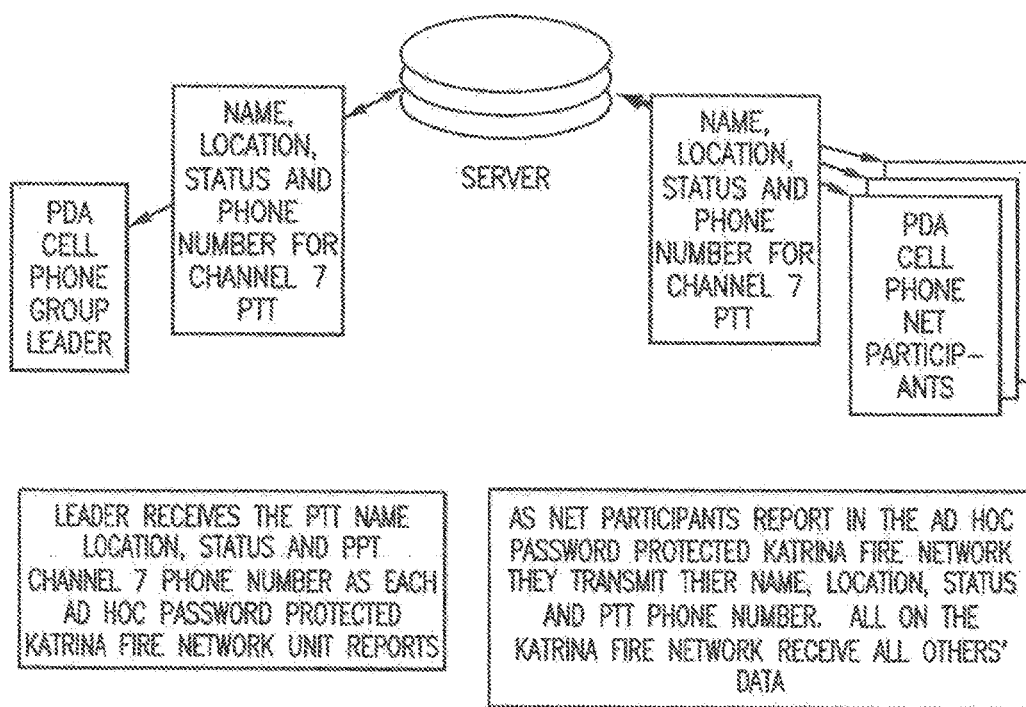 SERVER
NAME,
LOCATION,
STATUS AND
PHONE
NUMBER FOR
CHANNEL 7
PTT
NAME,
LOCATION,
STATUS AND
PHONE
NUMBER FOR
CHANNEL 7
PTT
PDA
CELL
PHONE
GROUP
LEADER
PDA
CELL
PHONE
NET
PARTICIP-
ANTS
LEADER RECEIVES THE PTT NAME
LOCATION, STATUS AND PPT
CHANNEL 7 PHONE NUMBER AS EACH
AD HOC PASSWORD PROTECTED
KATRINA FIRE NETWORK UNIT REPORTS
AS NET PARTICIPANTS REPORT IN THE AD HOC
PASSWORD PROTECTED KATRINA FIRE NETWORK
THEY TRANSMIT THIER NAME, LOCATION, STATUS
AND PTT PHONE NUMBER. ALL ON THE
KATRINA FIRE NETWORK RECEIVE ALL OTHERS'
DATA